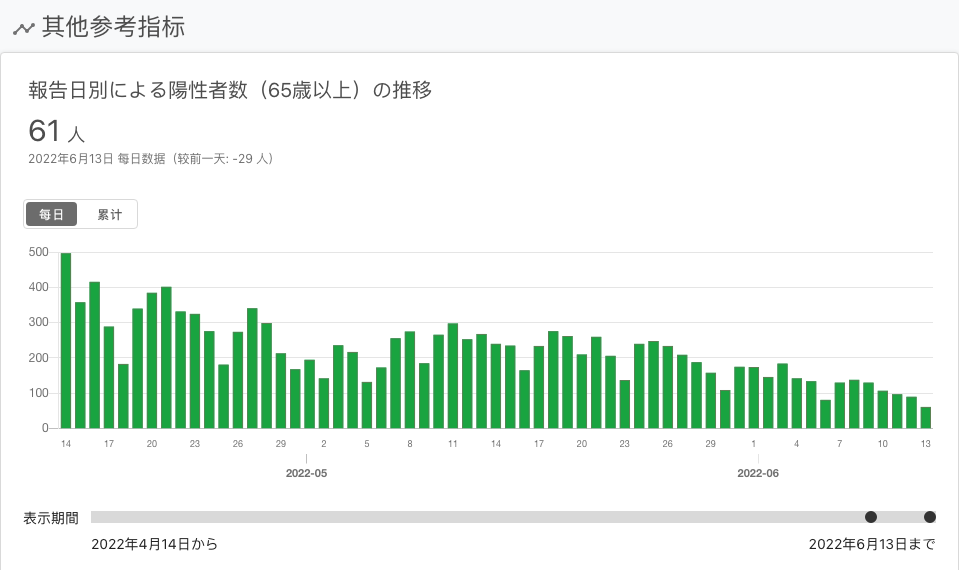 其他参考指标
報告日別による陽性者数（65歳以上）の推移
61 人
2022年6月13日 每日数据（较前一天: -29 人）
每日 累计
500
400
300
200
100
0
14 17 20 23 26 29 2 5 8 11 14 17 20 23 26 29 1 4 7 10 13
2022-05 2022-06
表示期間
2022年4月14日から 2022年6月13日まで